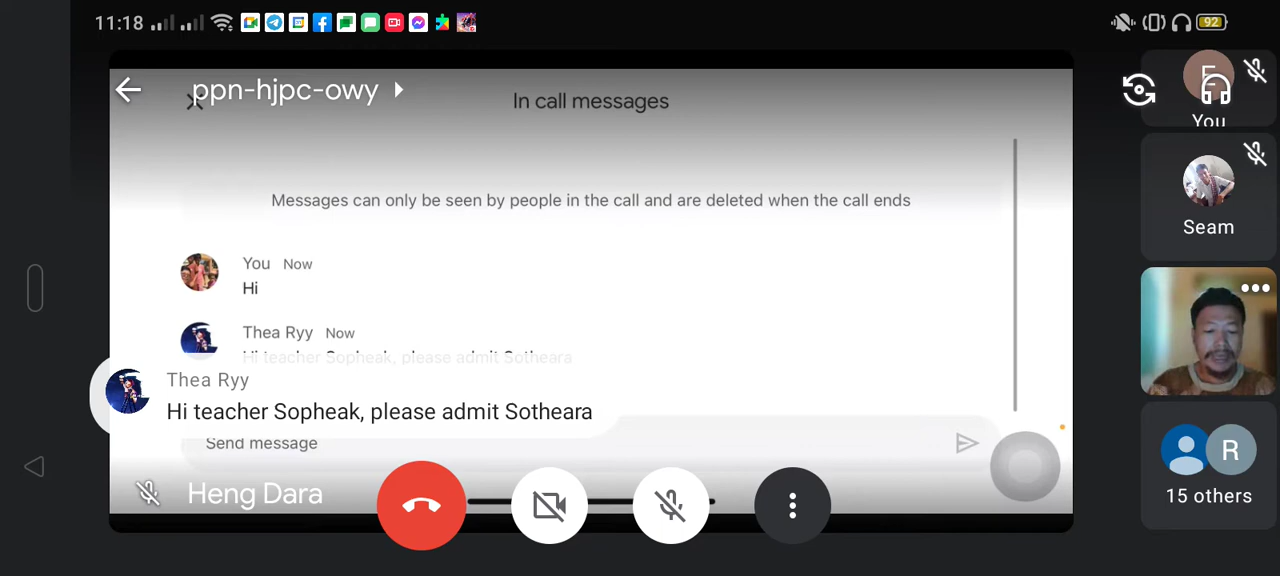 11:18
92
ppn-hjpc-owy
In call messages
You
Messages can only be seen by people in the call and are deleted when the call ends
Seam
You Now
Hi
Thea Ryy Now
Hi teacher Sopheak, please admit Sotheara
Thea Ryy
Hi teacher Sopheak, please admit Sotheara
Send message
R
Heng Dara
15 others